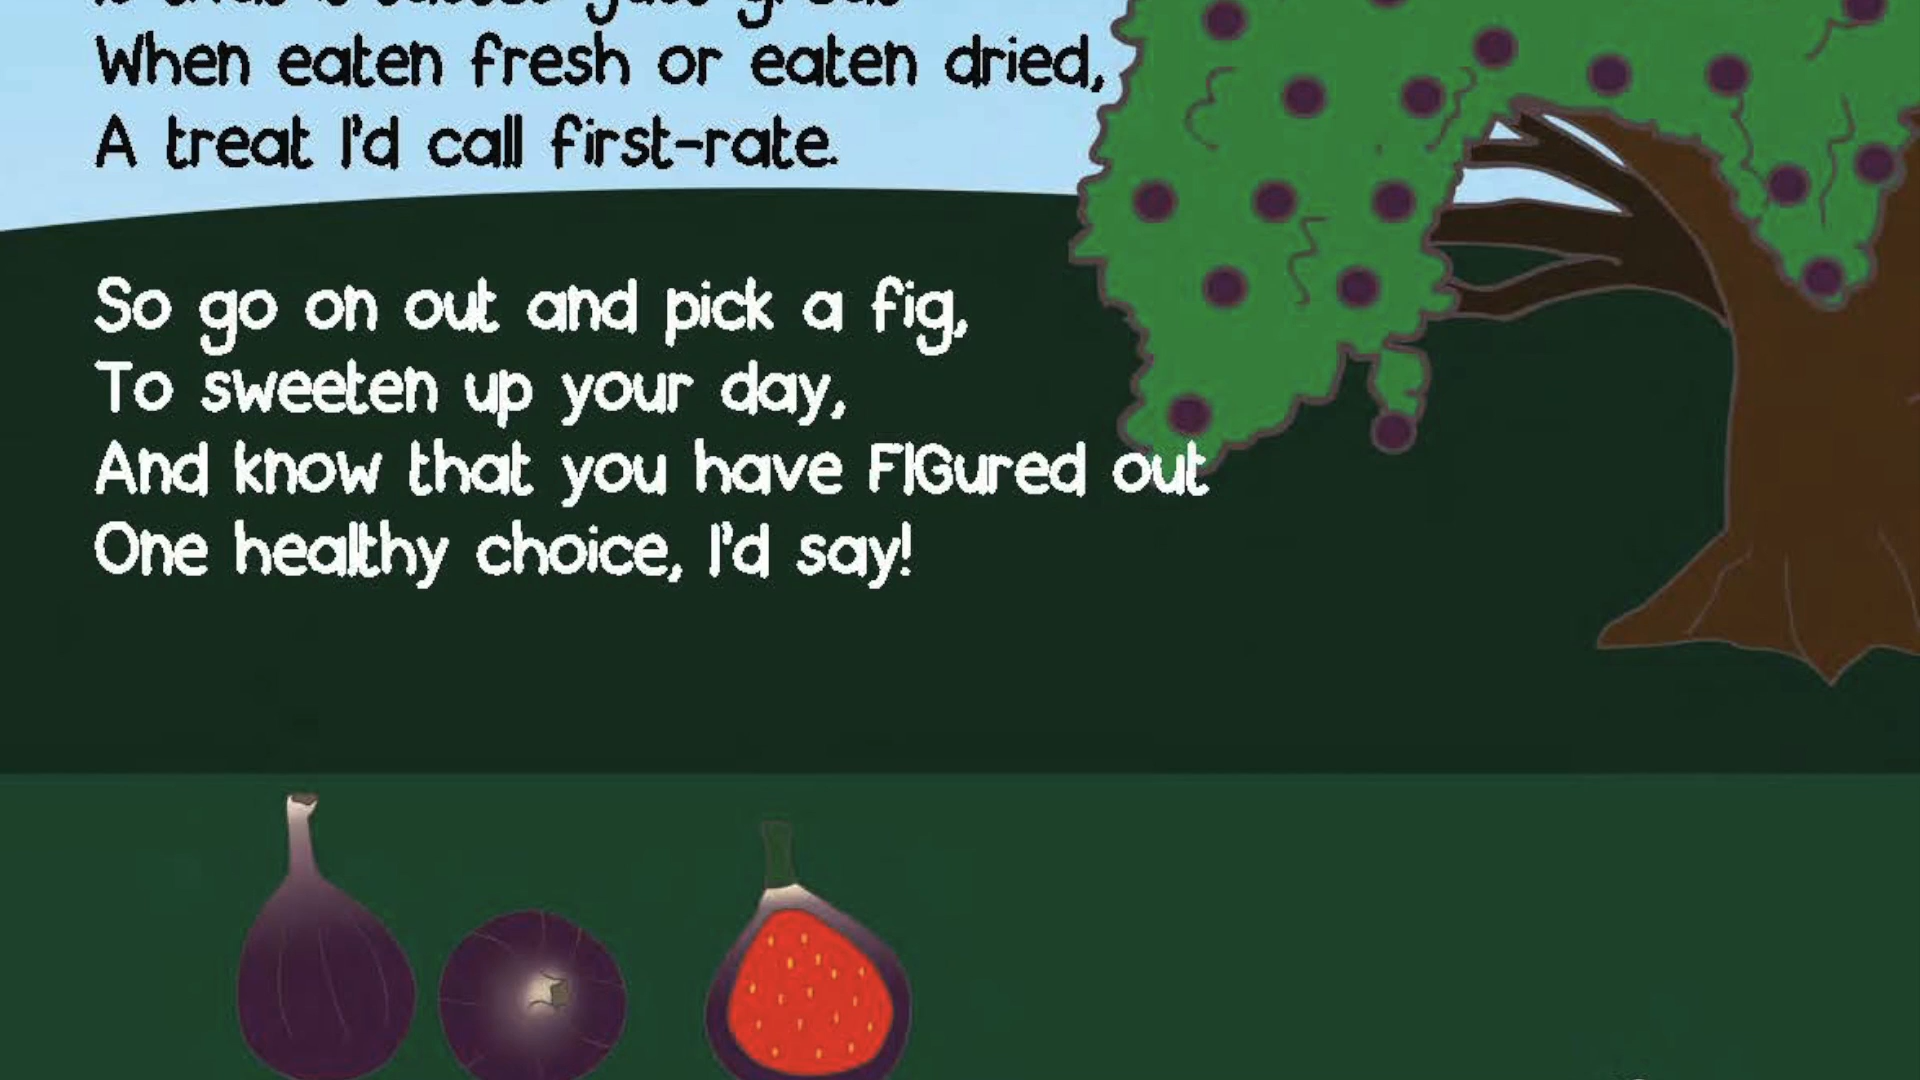 When eaten fresh or eaten dried,
A treat I'd call first-rate.
So go on out and pick a fig,
To sweeten up your day,
And know that you have FIGured out
One healthy choice, I'd say!